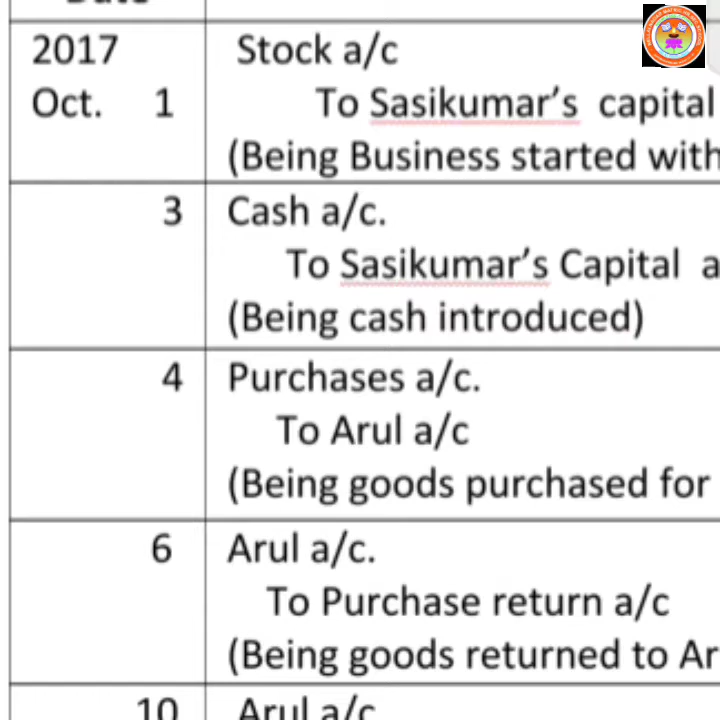 Date
2017 Stock a/c
Oct. 1 To Sasikumar’s capital
(Being Business started with
3 Cash a/c.
To Sasikumar’s Capital a
(Being cash introduced)
4 Purchases a/c.
To Arul a/c
(Being goods purchased for
6 Arul a/c.
To Purchase return a/c
(Being goods returned to Ar
10 Arul a/c